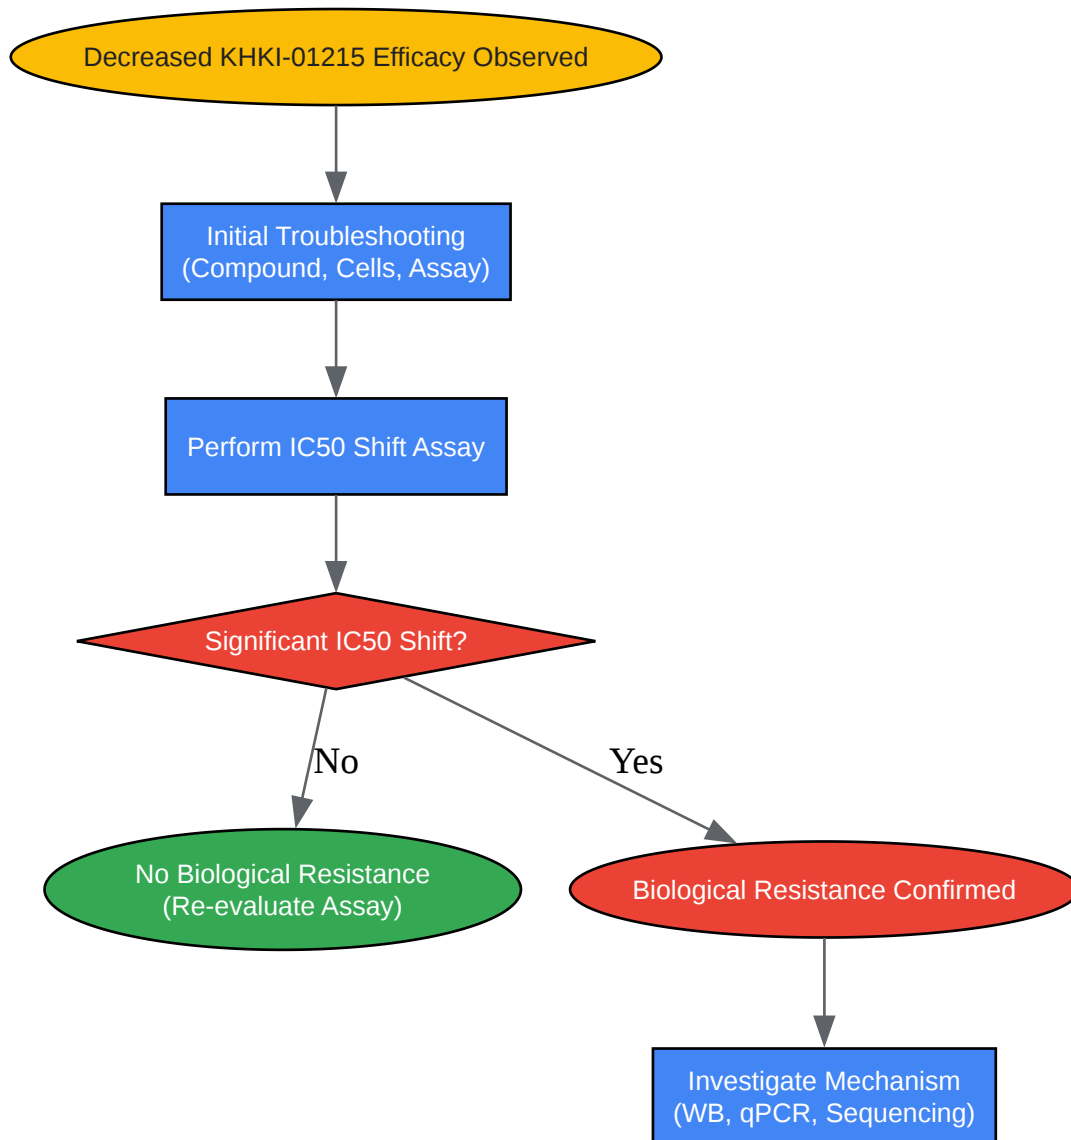 Decreased KHKI-01215 Efficacy Observed
Initial Troubleshooting
(Compound, Cells, Assay)
Perform IC50 Shift Assay
Significant IC50 Shift?
No
Yes
No Biological Resistance
(Re-evaluate Assay)
Biological Resistance Confirmed
Investigate Mechanism
(WB, qPCR, Sequencing)